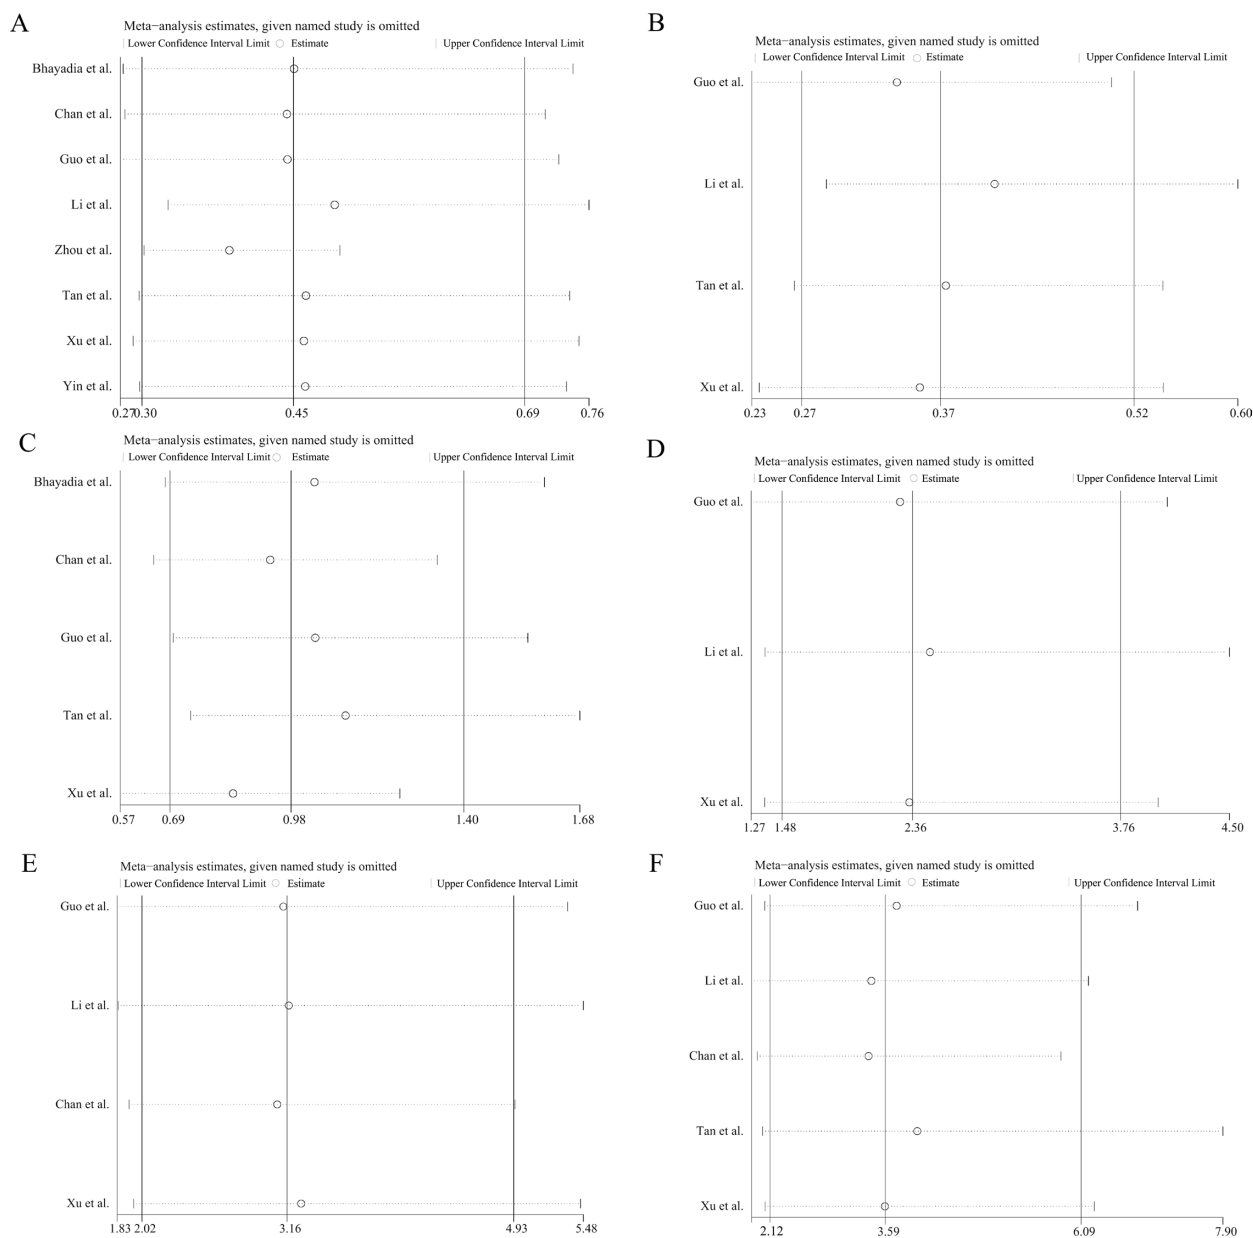 A
Meta−analysis estimates, given named study is omitted
Lower Confidence Interval Limit Estimate Upper Confidence Interval Limit
Bhayadia et al.
Chan et al.
Guo et al.
Li et al.
Zhou et al.
Tan et al.
Xu et al.
Yin et al.
0.27 0.30 0.45 0.69 0.76
B
Meta−analysis estimates, given named study is omitted
Lower Confidence Interval Limit Estimate Upper Confidence Interval Limit
Guo et al.
Li et al.
Tan et al.
Xu et al.
0.23 0.27 0.37 0.52 0.60
C
Meta−analysis estimates, given named study is omitted
Lower Confidence Interval Limit Estimate Upper Confidence Interval Limit
Bhayadia et al.
Chan et al.
Guo et al.
Tan et al.
Xu et al.
0.57 0.69 0.98 1.40 1.68
D
Meta−analysis estimates, given named study is omitted
Lower Confidence Interval Limit Estimate Upper Confidence Interval Limit
Guo et al.
Li et al.
Xu et al.
1.27 1.48 2.36 3.76 4.50
E
Meta−analysis estimates, given named study is omitted
Lower Confidence Interval Limit Estimate Upper Confidence Interval Limit
Guo et al.
Li et al.
Chan et al.
Xu et al.
1.83 2.02 3.16 4.93 5.48
F
Meta−analysis estimates, given named study is omitted
Lower Confidence Interval Limit Estimate Upper Confidence Interval Limit
Guo et al.
Li et al.
Chan et al.
Tan et al.
Xu et al.
2.12 3.59 6.09 7.90